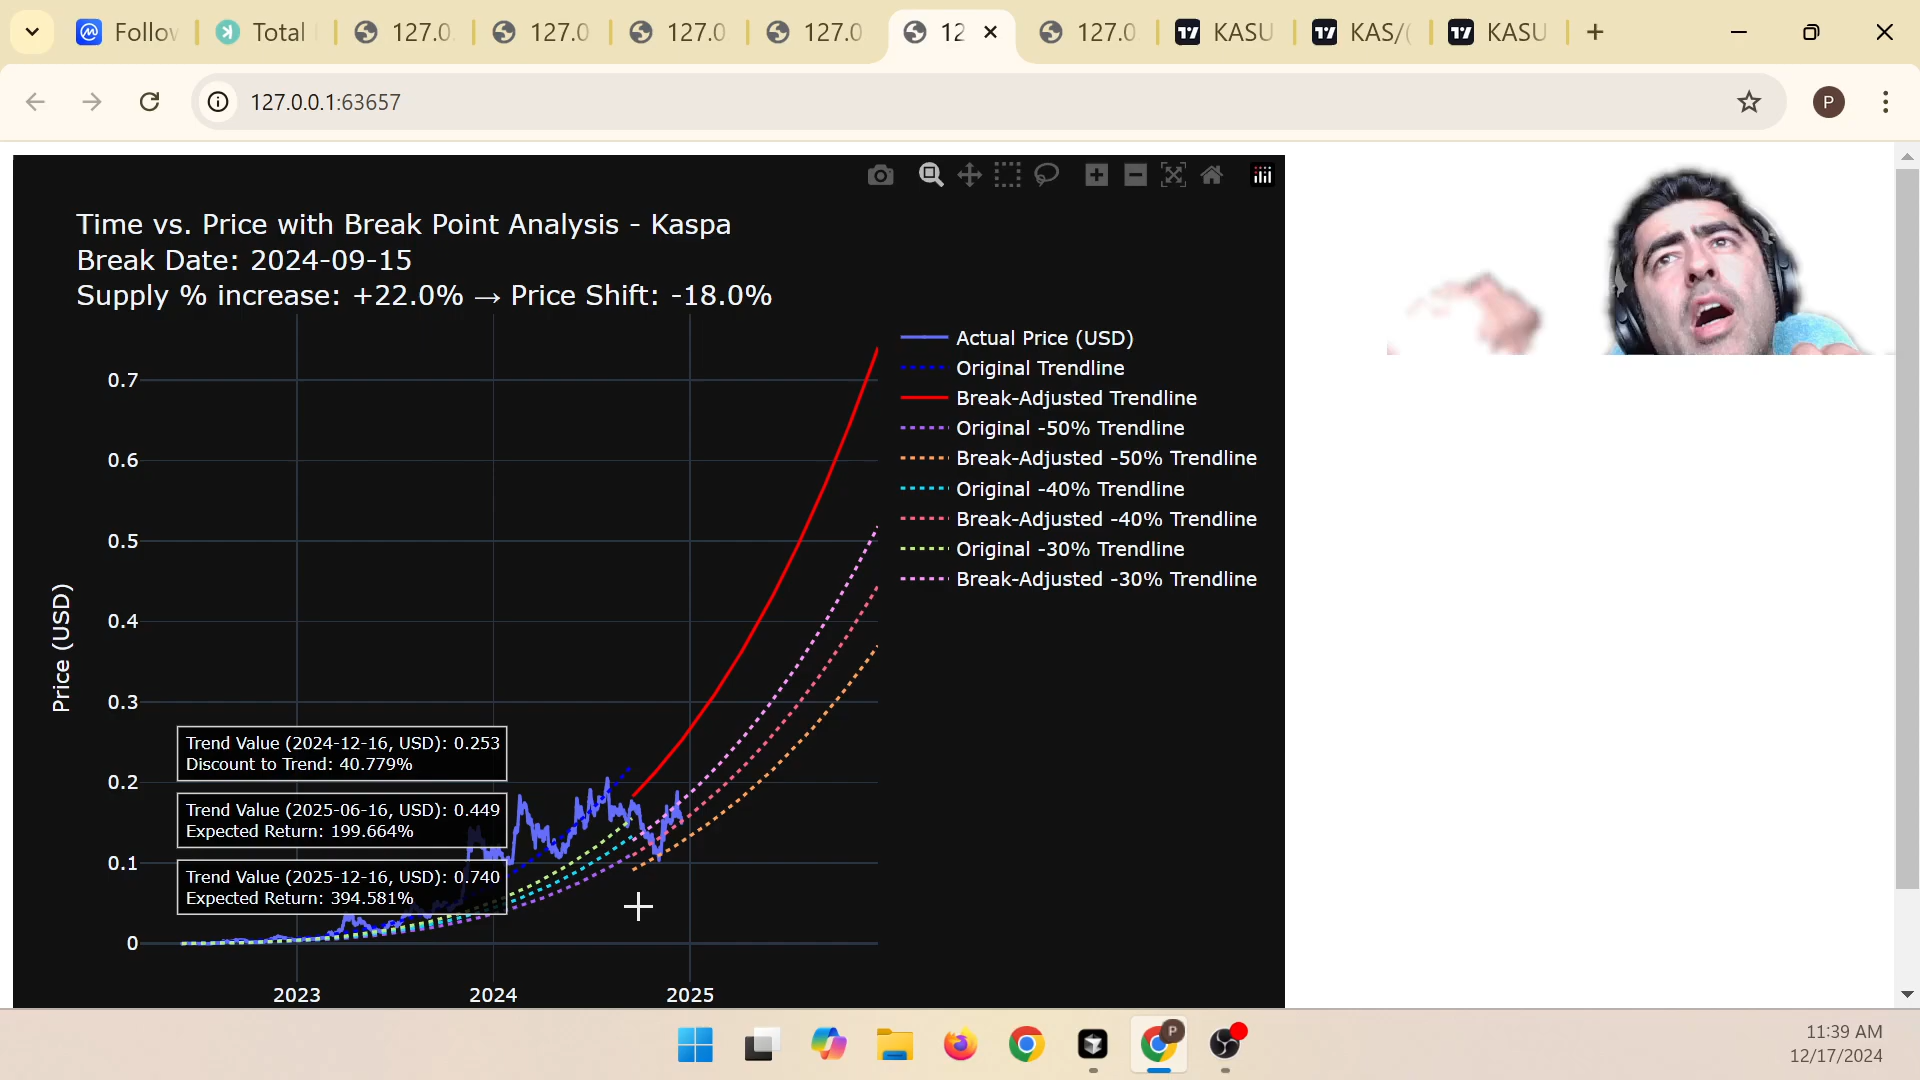 Follow
Total
127.0
127.0
127.0
127.0
12
127.0
KASU
KAS/(
KASU
127.0.0.1:63657
P
Time vs. Price with Break Point Analysis - Kaspa
Break Date: 2024-09-15
Supply % increase: +22.0% → Price Shift: -18.0%
Actual Price (USD)
Original Trendline
Break-Adjusted Trendline
Original -50% Trendline
Break-Adjusted -50% Trendline
Original -40% Trendline
Break-Adjusted -40% Trendline
Original -30% Trendline
Break-Adjusted -30% Trendline
Price (USD)
0.7
0.6
0.5
0.4
0.3
0.2
0.1
0
Trend Value (2024-12-16, USD): 0.253
Discount to Trend: 40.779%
Trend Value (2025-06-16, USD): 0.449
Expected Return: 199.664%
Trend Value (2025-12-16, USD): 0.740
Expected Return: 394.581%
2023
2024
2025
P
11:39 AM
12/17/2024